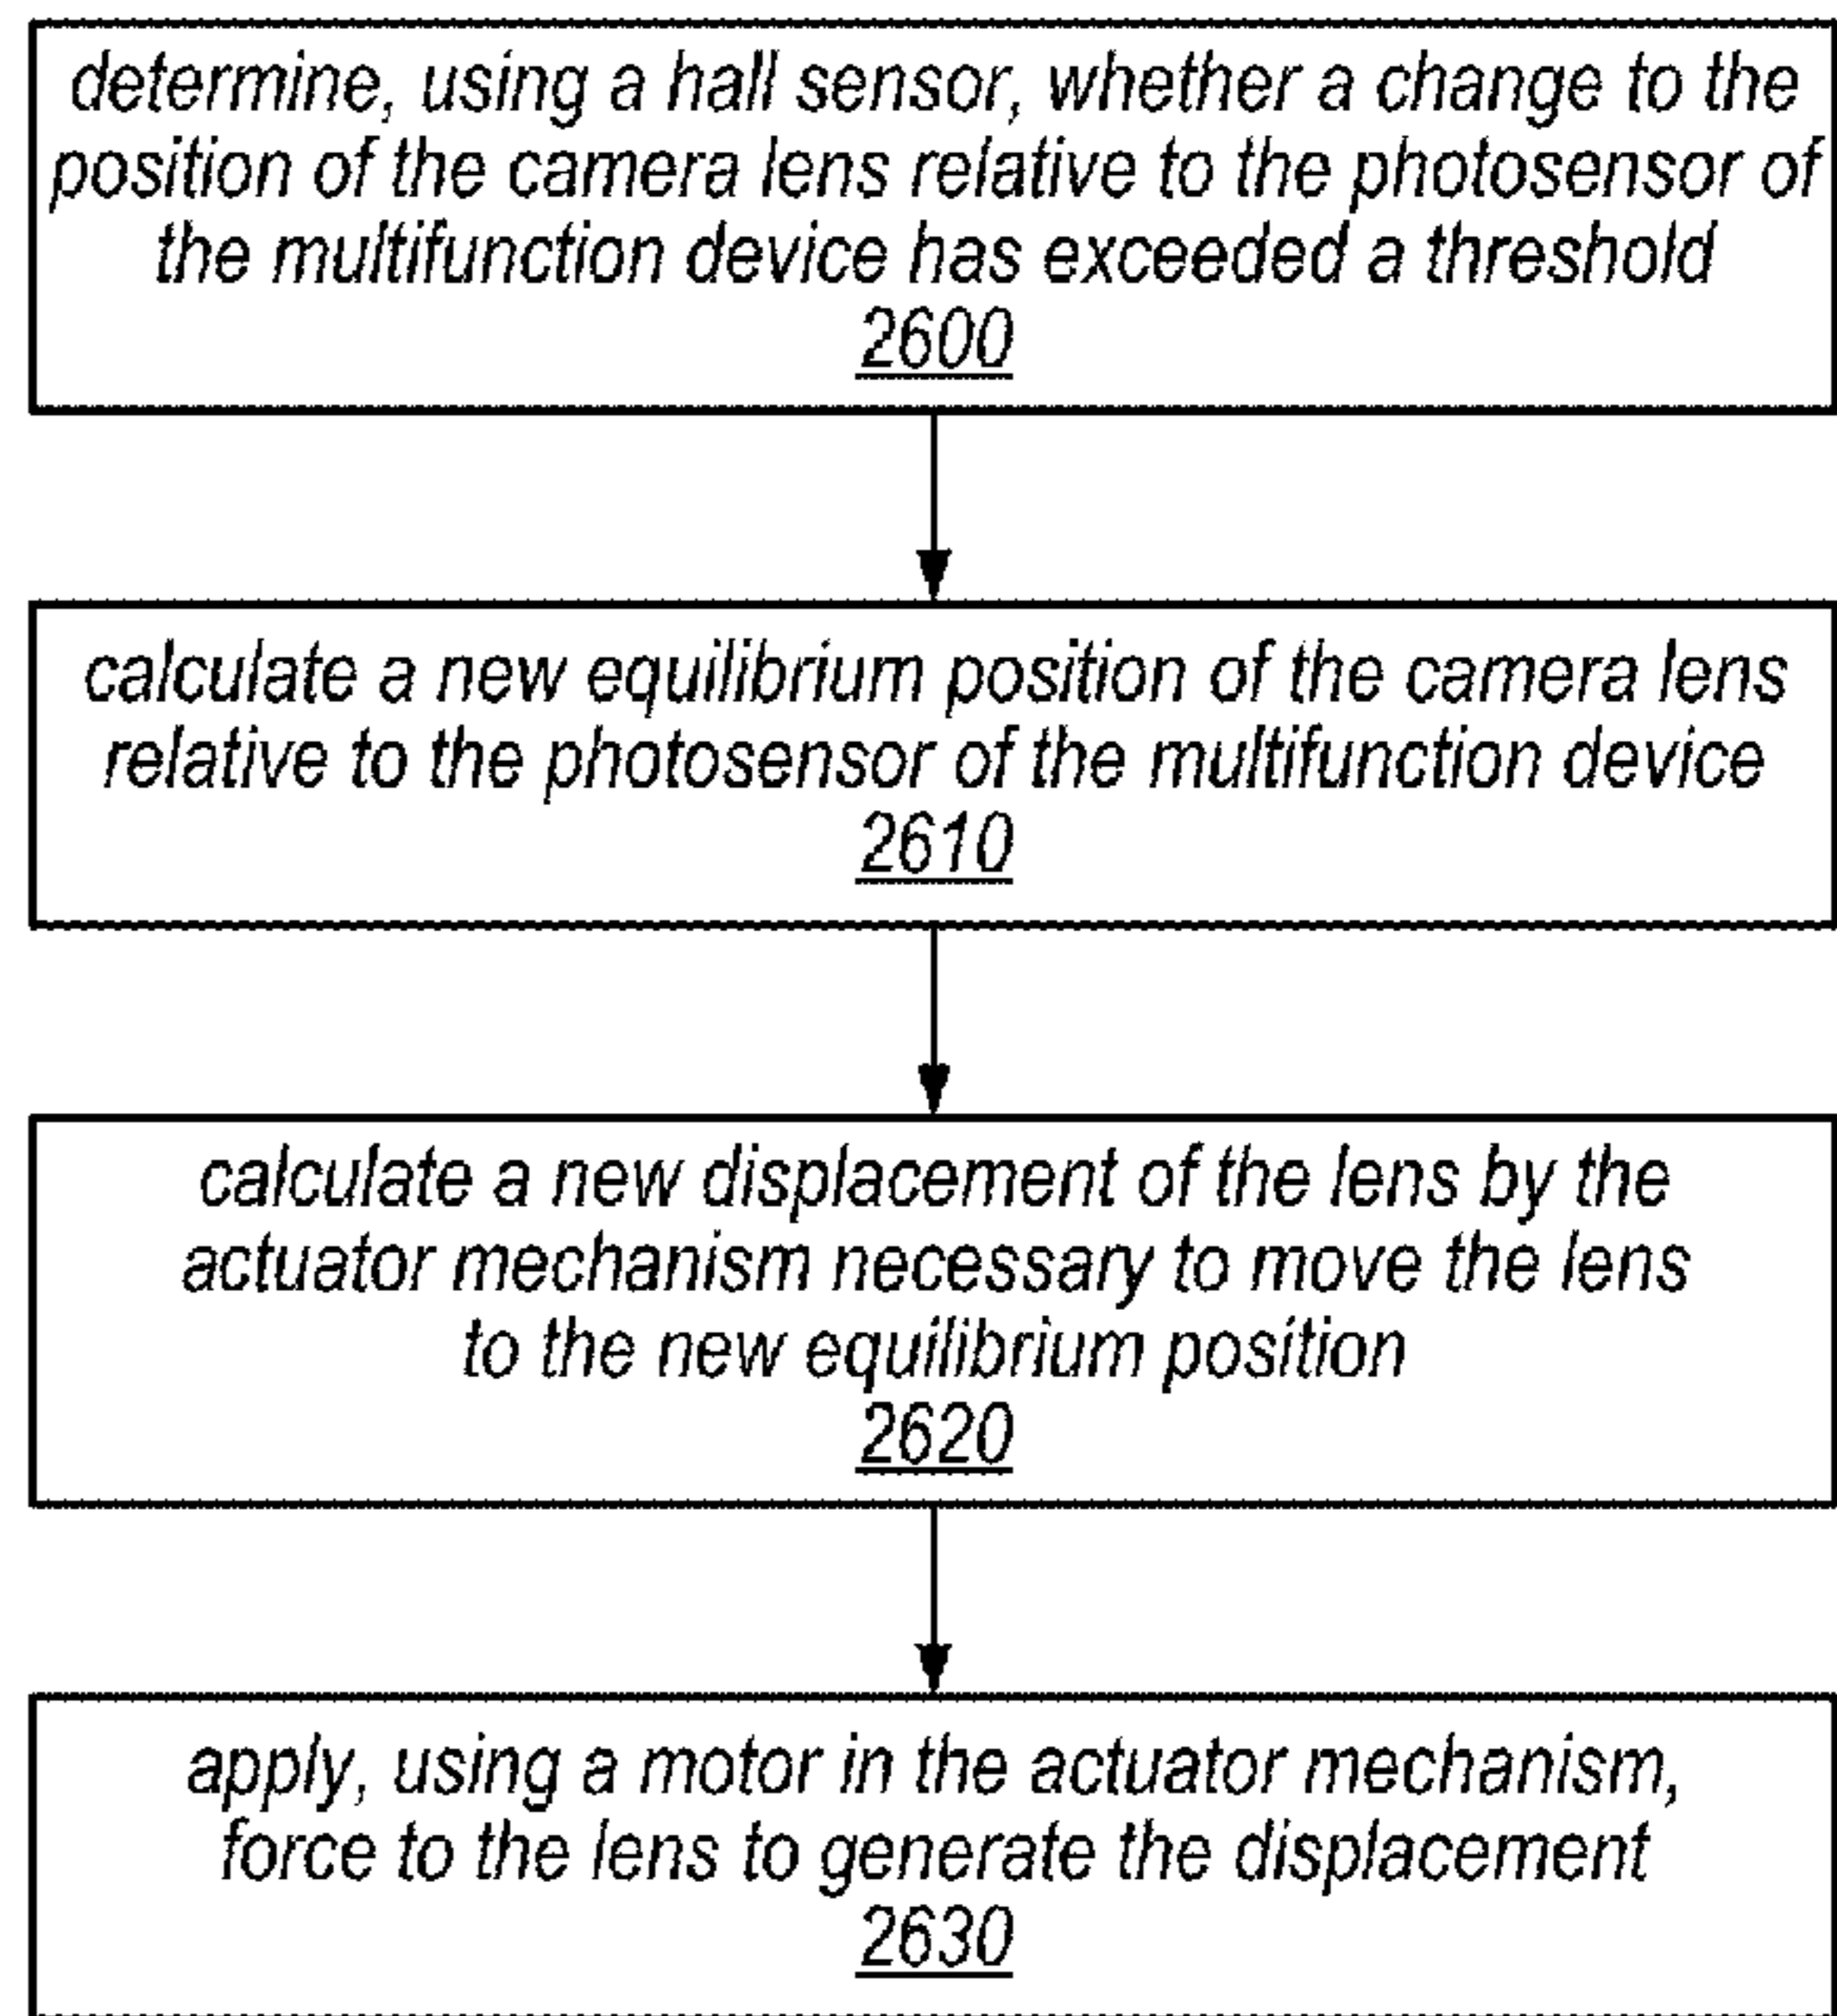 determine, using a hall sensor, whether a change to the
position of the camera lens relative to the photosensor of
the multifunction device has exceeded a threshold
2600
calculate a new equilibrium position of the camera lens
relative to the photosensor of the multifunction device
2610
calculate a new displacement of the lens by the
actuator mechanism necessary to move the lens
to the new equilibrium position
2620
apply, using a motor in the actuator mechanism,
force to the lens to generate the displacement
2630